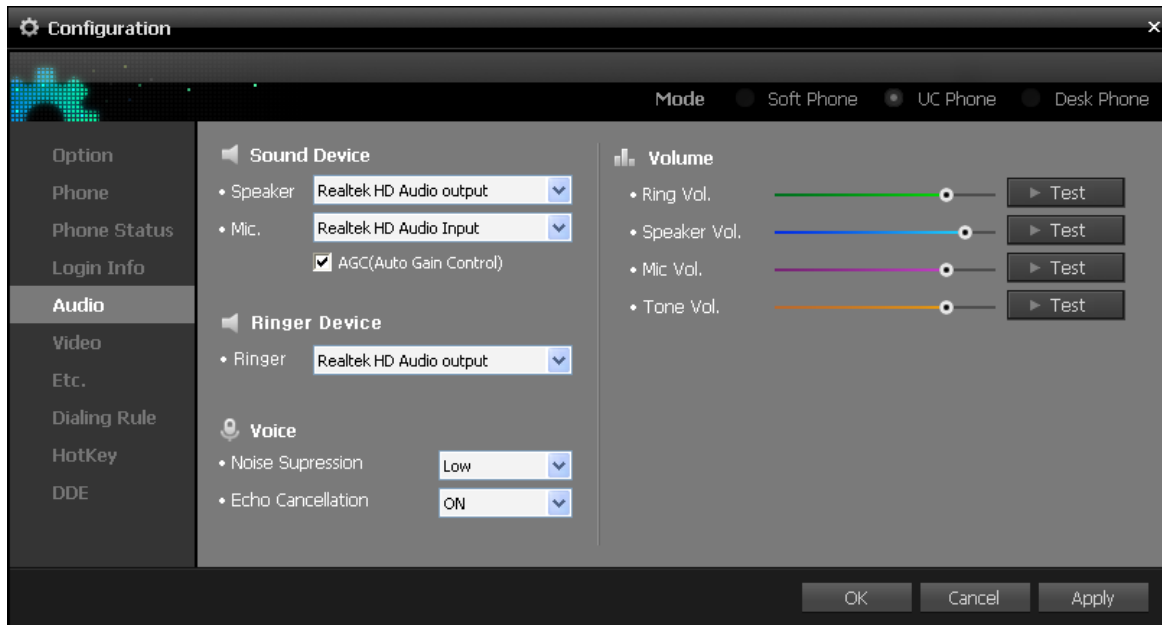 Configuration
Mode Soft Phone UC Phone Desk Phone
Option
Phone
Phone Status
Login Info
Audio
Video
Etc.
Dialing Rule
HotKey
DDE
Sound Device
• Speaker Realtek HD Audio output
• Mic. Realtek HD Audio Input
AGC(Auto Gain Control)
Ringer Device
• Ringer Realtek HD Audio output
Voice
• Noise Supression Low
• Echo Cancellation ON
Volume
• Ring Vol. Test
• Speaker Vol. Test
• Mic Vol. Test
• Tone Vol. Test
OK Cancel Apply